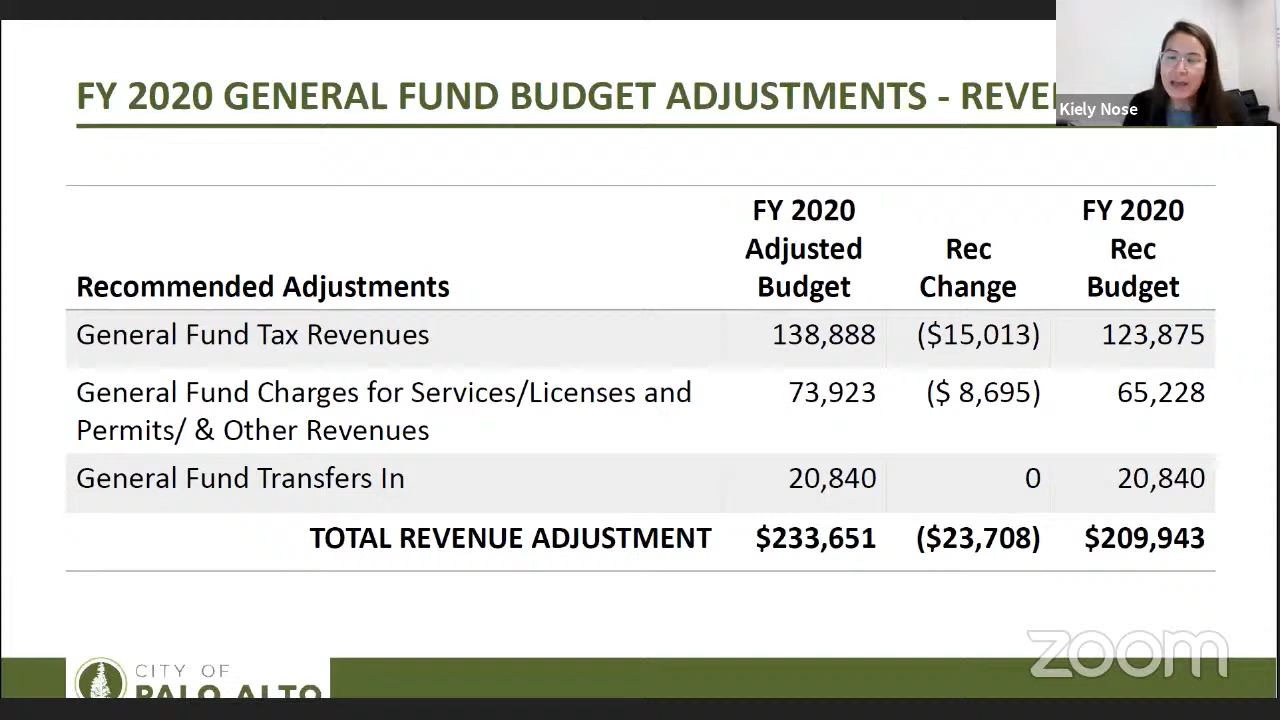 FY 2020 GENERAL FUND BUDGET ADJUSTMENTS - REVE
Kiely Nose
FY 2020 Adjusted Budget
Rec Change
FY 2020 Rec Budget
Recommended Adjustments
General Fund Tax Revenues 138,888 ($15,013) 123,875
General Fund Charges for Services/Licenses and
Permits/ & Other Revenues 73,923 ($ 8,695) 65,228
General Fund Transfers In 20,840 0 20,840
TOTAL REVENUE ADJUSTMENT $233,651 ($23,708) $209,943
zoom
CITY OF
PALO ALTO